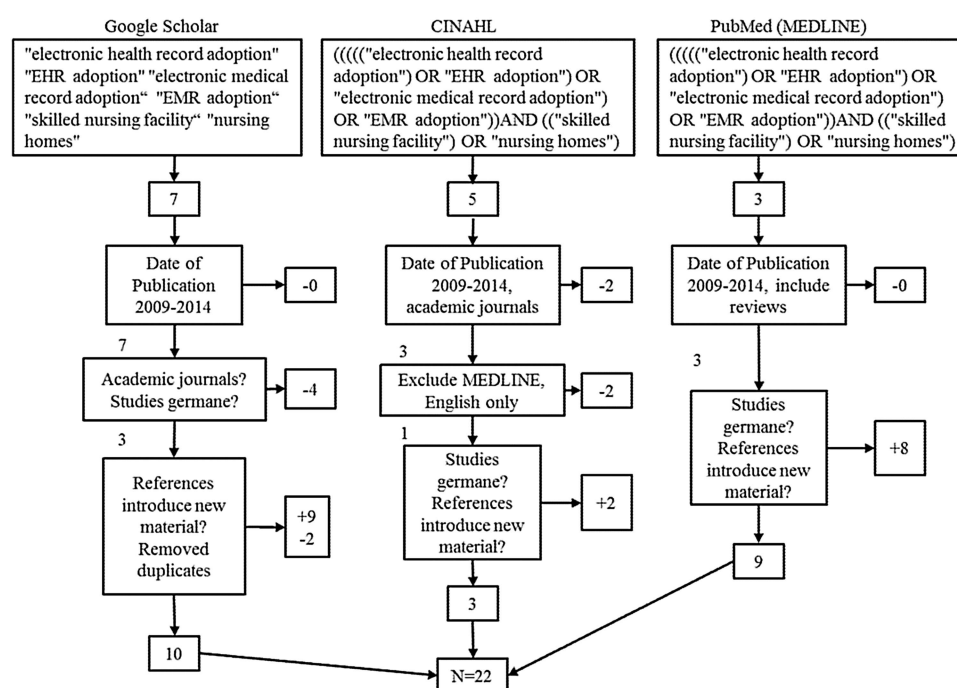 Google Scholar
"electronic health record adoption"
"EHR adoption" "electronic medical
record adoption“ "EMR adoption“
"skilled nursing facility“ "nursing
homes"
7
Date of
Publication
2009-2014
-0
7
Academic journals?
Studies germane?
-4
3
References
introduce new
material?
Removed
duplicates
+9
-2
10
CINAHL
((((("electronic health record
adoption") OR "EHR adoption") OR
"electronic medical record adoption")
OR "EMR adoption"))AND (("skilled
nursing facility") OR "nursing homes")
5
Date of Publication
2009-2014,
academic journals
-2
3
Exclude MEDLINE,
English only
-2
1
Studies
germane?
References
introduce new
material?
+2
3
PubMed (MEDLINE)
((((("electronic health record
adoption") OR "EHR adoption") OR
"electronic medical record adoption")
OR "EMR adoption"))AND (("skilled
nursing facility") OR "nursing homes")
3
Date of Publication
2009-2014, include
reviews
-0
3
Studies
germane?
References
introduce new
material?
+8
9
N=22